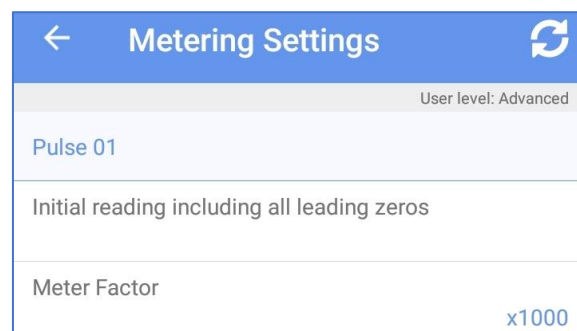 Metering Settings
User level: Advanced
Pulse 01
Initial reading including all leading zeros
Meter Factor
x1000